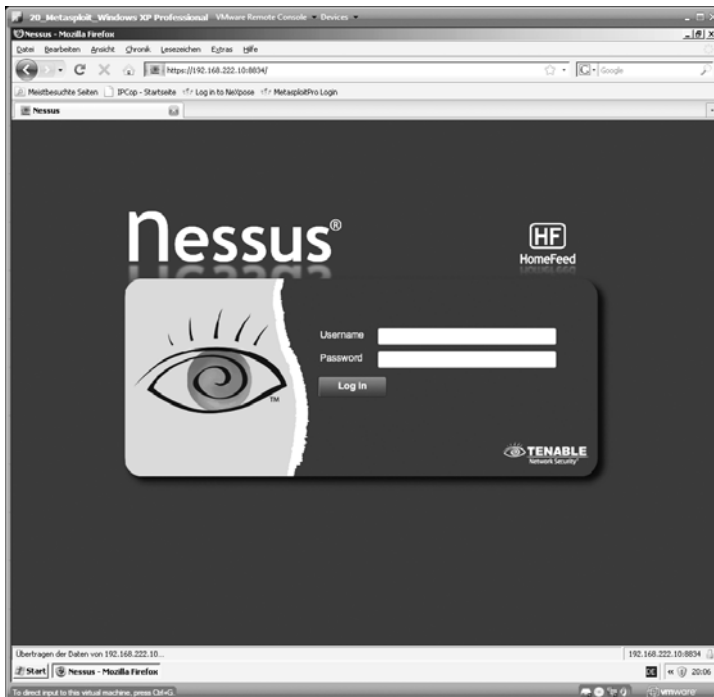 20_Metasploit_Windows XP Professional VMware Remote Console Devices
Nessus - Mozilla Firefox
Datei Bearbeiten Ansicht Chronik Lesezeichen Extras Hilfe
https://192.168.222.10:8834/
Google
Meistbesuchte Seiten IPCop - Startseite Log in to NeXpose MetasploitPro Login
Nessus
Nessus®
HF
HomeFeed
Username
Password
Log In
TM
TENABLE
Network Security®
Übertragen der Daten von 192.168.222.10...
192.168.222.10:8834
Start Nessus - Mozilla Firefox
DE
20:06
To direct input to this virtual machine, press Ctrl+G.
vmware